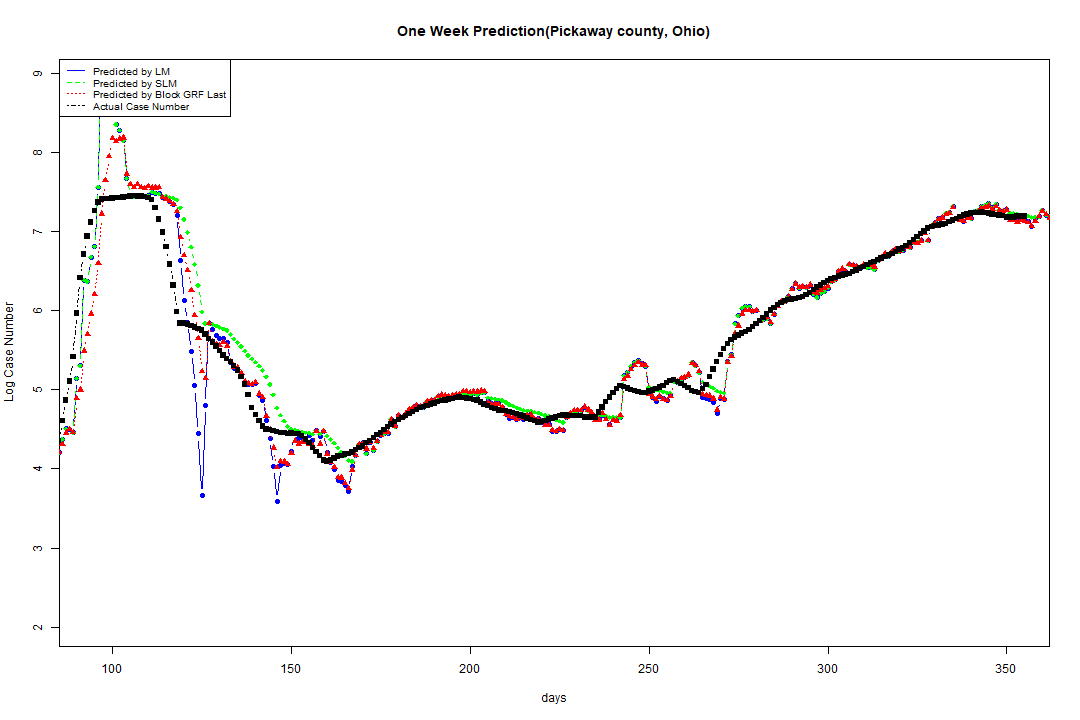 One Week Prediction(Pickaway county, Ohio)
Predicted by LM
Predicted by SLM
Predicted by Block GRF Last
Actual Case Number
9
8
7
6
5
4
3
2
Log Case Number
100 150 200 250 300 350
days